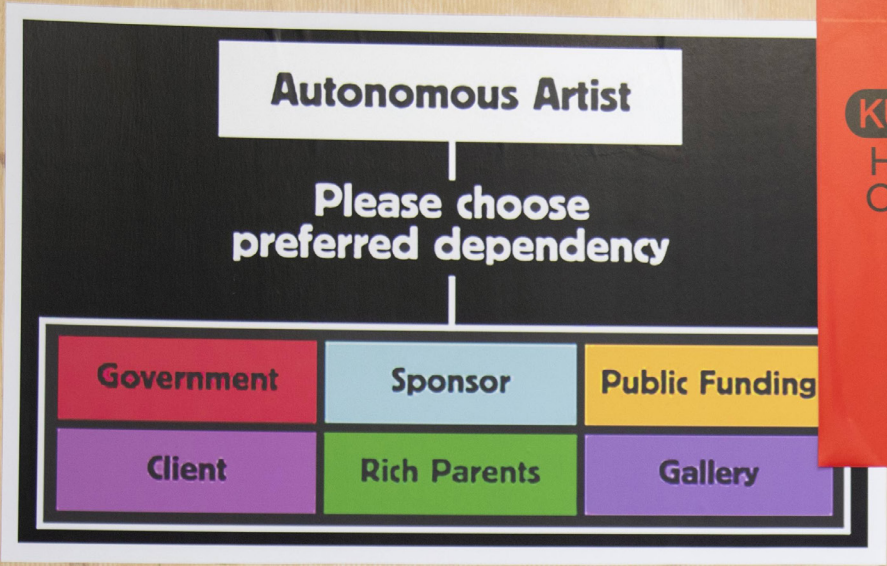 Autonomous Artist
Please choose
preferred dependency
Government
Sponsor
Public Funding
Client
Rich Parents
Gallery